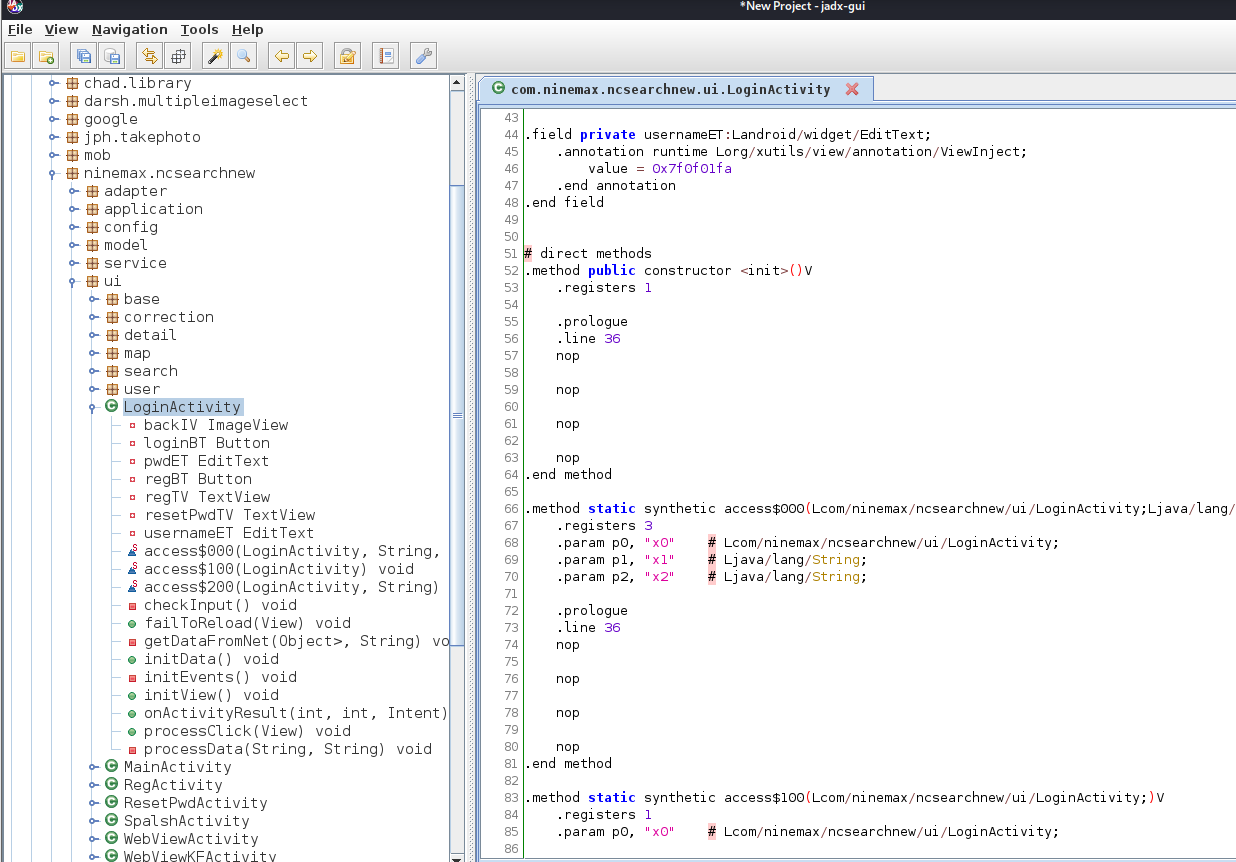 *New Project - jadx-gui
File View Navigation Tools Help
chad.library
darsh.multipleimageselect
google
jph.takephoto
mob
ninemax.ncsearchnew
adapter
application
config
model
service
ui
base
correction
detail
map
search
user
LoginActivity
backIV ImageView
loginBT Button
pwdET EditText
regBT Button
regTV TextView
resetPwdTV TextView
usernameET EditText
access$000(LoginActivity, String,
access$100(LoginActivity) void
access$200(LoginActivity, String)
checkInput() void
failToReload(View) void
getDataFromNet(Object>, String) vo
initData() void
initEvents() void
initView() void
onActivityResult(int, int, Intent)
processClick(View) void
processData(String, String) void
MainActivity
RegActivity
ResetPwdActivity
SpalshActivity
WebViewActivity
WebViewKFActivity
com.ninemax.ncsearchnew.ui.LoginActivity
43
44 .field private usernameET:Landroid/widget/EditText;
45 .annotation runtime Lorg/xutils/view/annotation/ViewInject;
46 value = 0x7f0f01fa
47 .end annotation
48 .end field
49
50
51 # direct methods
52 .method public constructor <init>()V
53 .registers 1
54
55 .prologue
56 .line 36
57 nop
58
59 nop
60
61 nop
62
63 nop
64 .end method
65
66 .method static synthetic access$000(Lcom/ninemax/ncsearchnew/ui/LoginActivity;Ljava/lang/
67 .registers 3
68 .param p0, "x0" # Lcom/ninemax/ncsearchnew/ui/LoginActivity;
69 .param p1, "x1" # Ljava/lang/String;
70 .param p2, "x2" # Ljava/lang/String;
71
72 .prologue
73 .line 36
74 nop
75
76 nop
77
78 nop
79
80 nop
81 .end method
82
83 .method static synthetic access$100(Lcom/ninemax/ncsearchnew/ui/LoginActivity;)V
84 .registers 1
85 .param p0, "x0" # Lcom/ninemax/ncsearchnew/ui/LoginActivity;
86